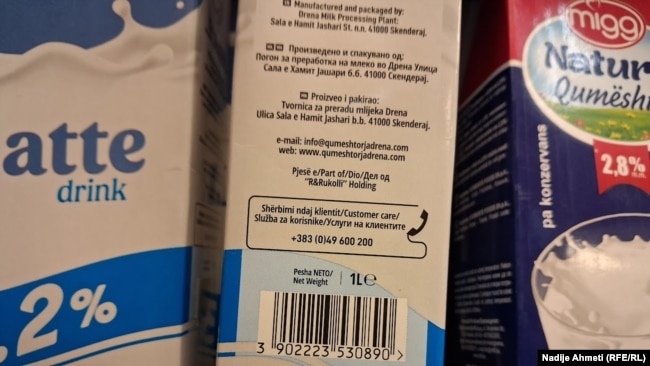 atte
drink
.2%
Manufactured and packaged by:
Drena Milk Processing Plant:
Sala e Hamit Jashari St. n.n. 41000 Skenderaj.
Произведено и спакувано од:
Погон за преработка на млеко во Дрена Улица
Сала е Хамит Јашари б.б. 41000 Скендерај.
Proizveo i pakirao:
Tvornica za preradu mlijeka Drena
Ulica Sala e Hamit Jashari b.b. 41000 Skenderaj.
e-mail: info@qumeshtorjadrena.com
web: www.qumeshtorjadrena.com
Pjesë e/Part of/Dio/Дел од
"R&Rukolli" Holding
Shërbimi ndaj klientit/Customer care/
Služba za korisnike/Услуги на клиентите
+383 (0)49 600 200
Pesha NETO/
Net Weight
1L℮
3 902223 530890
migg
Natur
Qumësht
2,8%
pa konzervans
Nadije Ahmeti (RFE/RL)